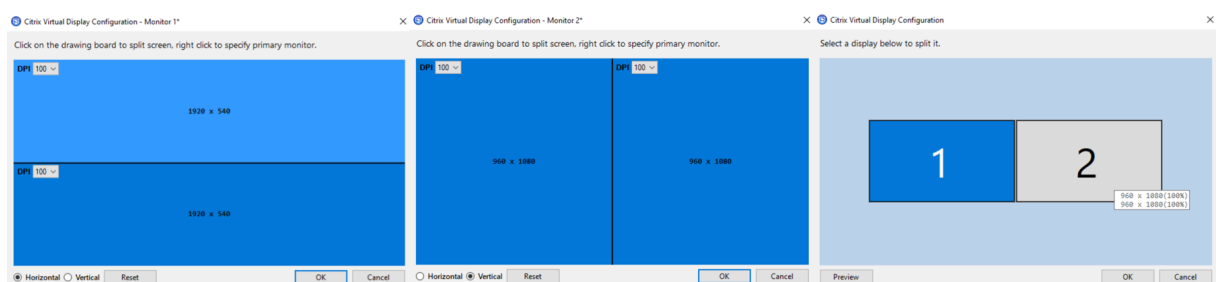 Citrix Virtual Display Configuration - Monitor 1*
Click on the drawing board to split screen, right click to specify primary monitor.
DPI 100
1920 x 540
DPI 100
1920 x 540
Horizontal Vertical Reset OK Cancel
Citrix Virtual Display Configuration - Monitor 2*
Click on the drawing board to split screen, right click to specify primary monitor.
DPI 100 DPI 100
960 x 1080 960 x 1080
Horizontal Vertical Reset OK Cancel
Citrix Virtual Display Configuration
Select a display below to split it.
1 2
960 x 1080(100%)
960 x 1080(100%)
Preview OK Cancel